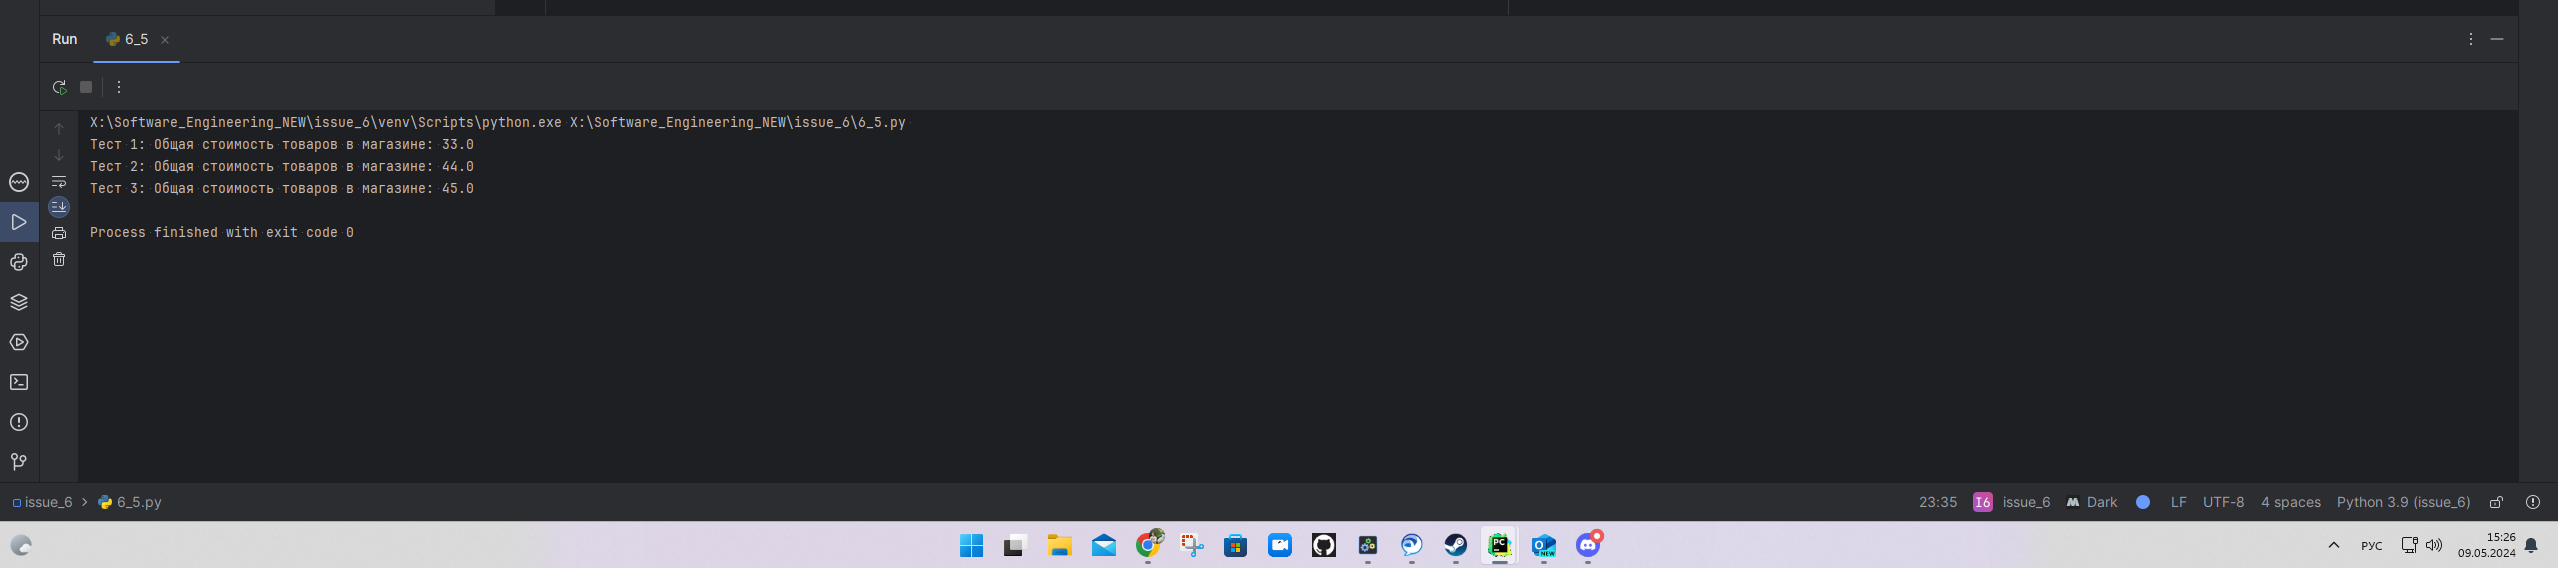 Run 6_5
X:\Software_Engineering_NEW\issue_6\venv\Scripts\python.exe X:\Software_Engineering_NEW\issue_6\6_5.py
Тест 1: Общая стоимость товаров в магазине: 33.0
Тест 2: Общая стоимость товаров в магазине: 44.0
Тест 3: Общая стоимость товаров в магазине: 45.0
Process finished with exit code 0
issue_6 6_5.py 23:35 I6 issue_6 Dark LF UTF-8 4 spaces Python 3.9 (issue_6)
PC
NEW
РУС
15:26
09.05.2024